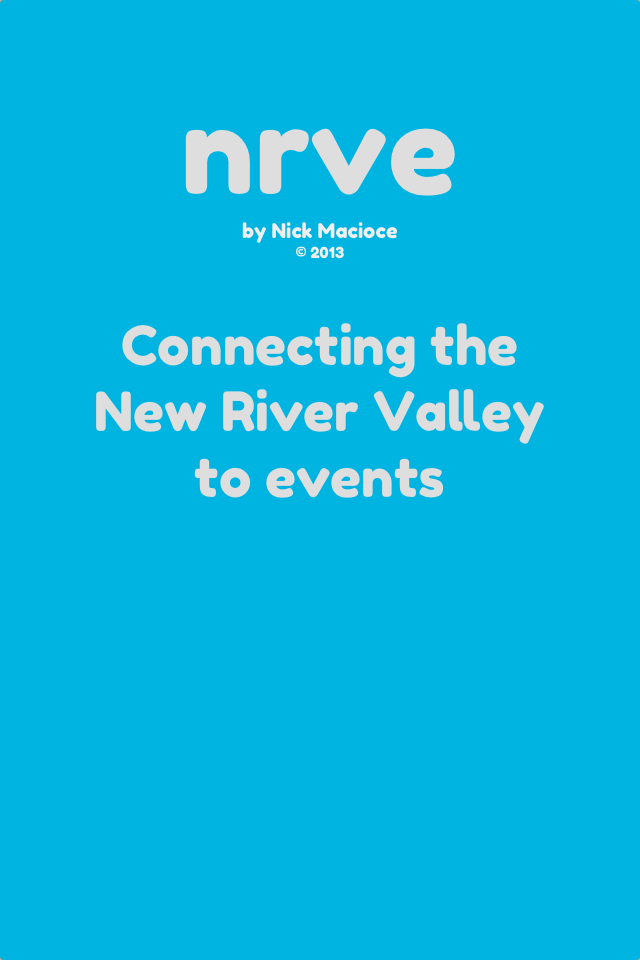 nrve
by Nick Macioce
© 2013
Connecting the
New River Valley
to events